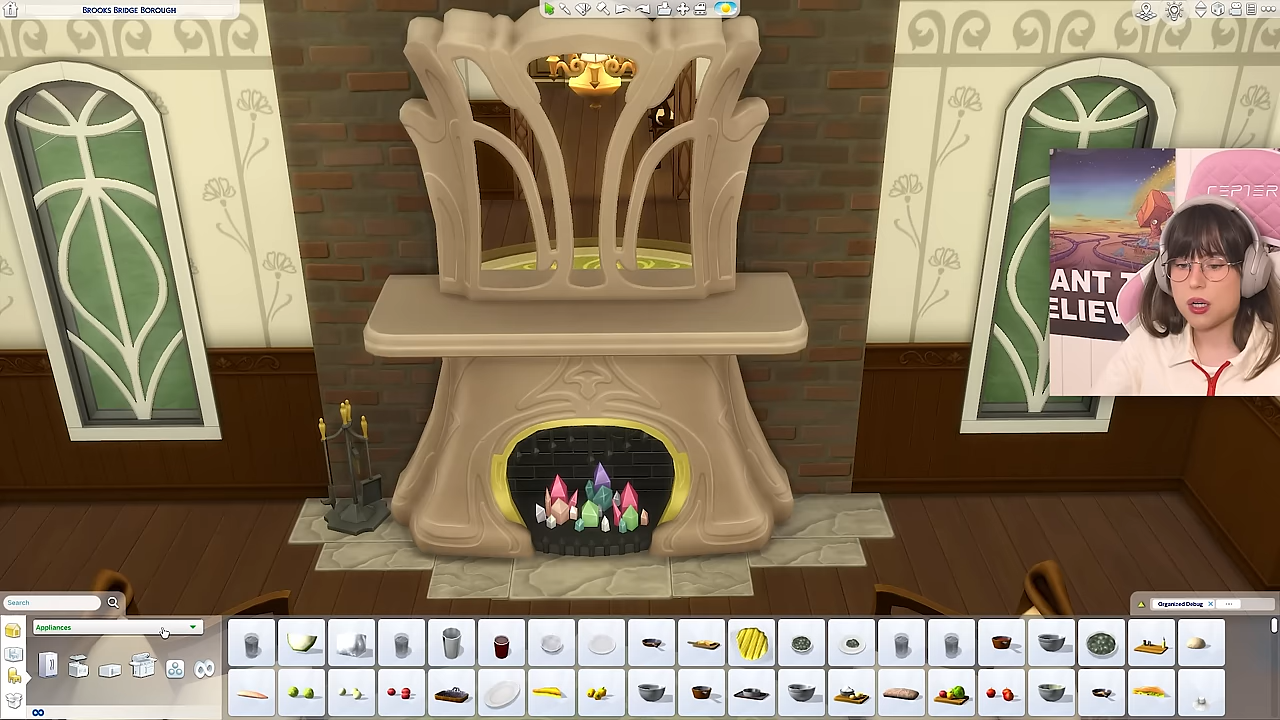 Brooks Bridge Borough
CEPTER
ANT T
ELIEV
Search
Organized Debug
Appliances